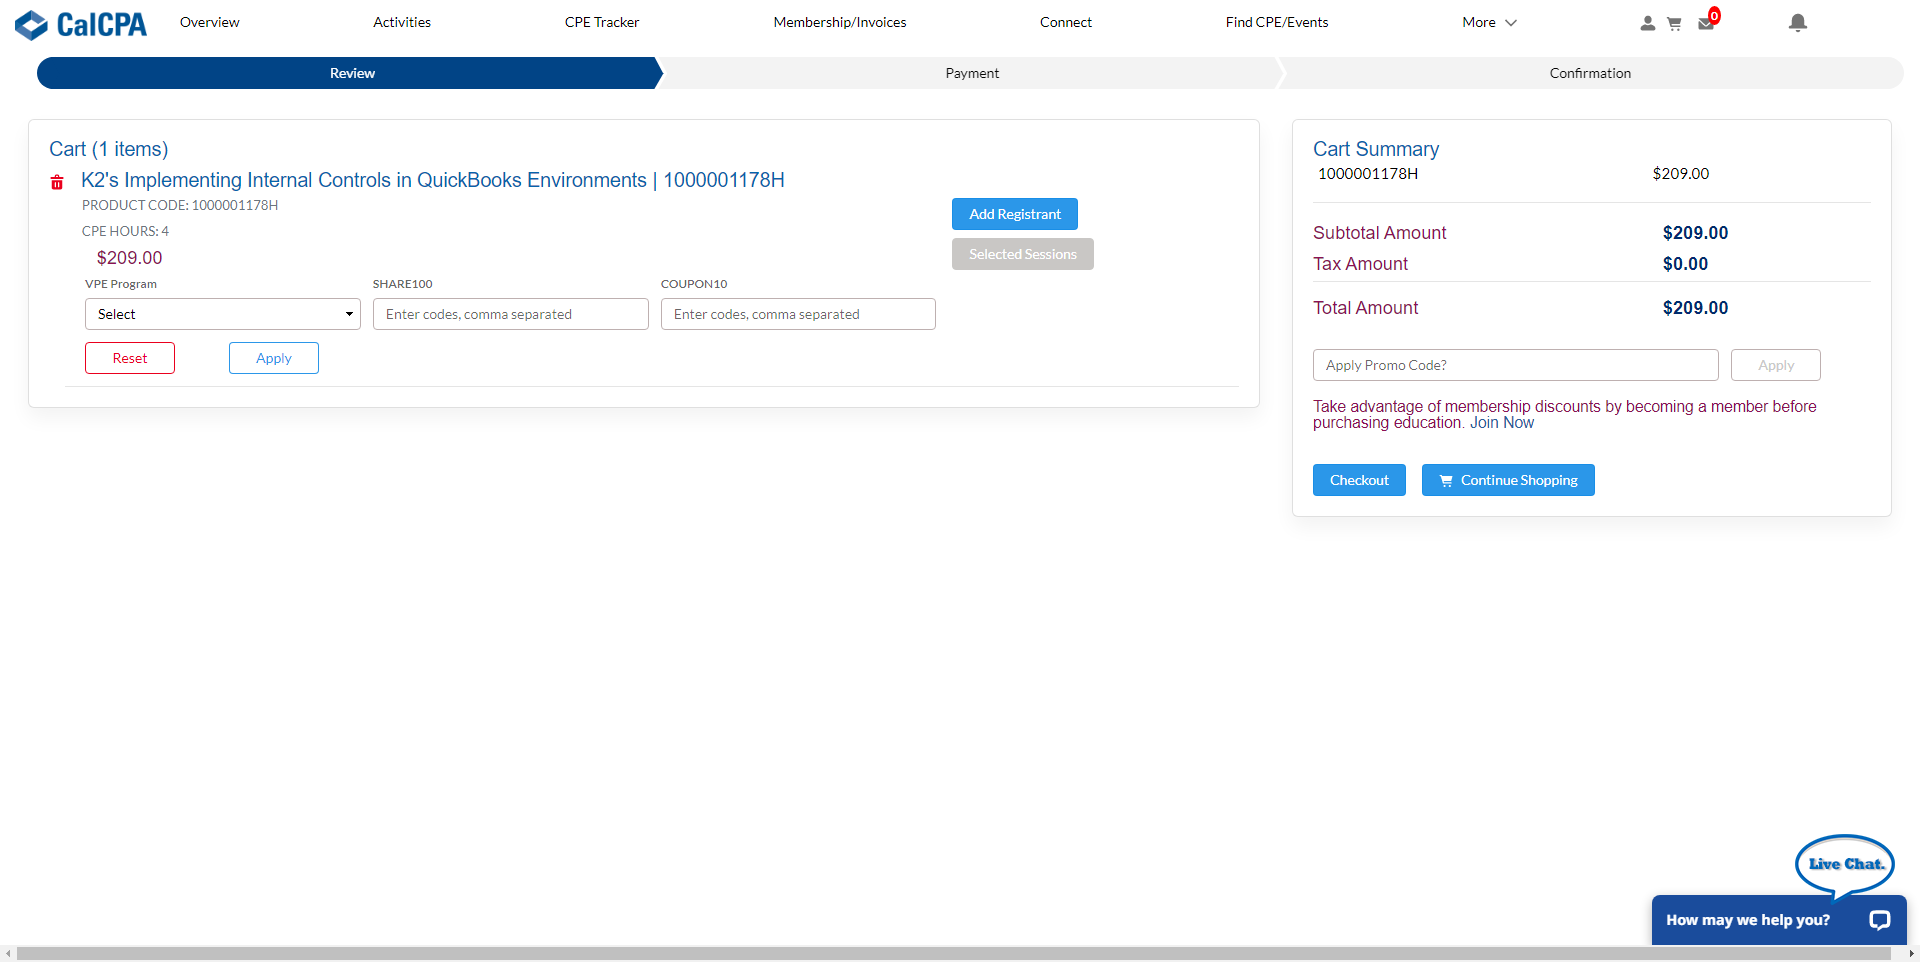 CalCPA
Overview
Activities
CPE Tracker
Membership/Invoices
Connect
Find CPE/Events
More
0
Review
Payment
Confirmation
Cart (1 items)
K2's Implementing Internal Controls in QuickBooks Environments | 1000001178H
PRODUCT CODE: 1000001178H
CPE HOURS: 4
$209.00
Add Registrant
Selected Sessions
VPE Program
SHARE100
COUPON10
Select
Enter codes, comma separated
Enter codes, comma separated
Reset
Apply
Cart Summary
1000001178H $209.00
Subtotal Amount $209.00
Tax Amount $0.00
Total Amount $209.00
Apply Promo Code?
Apply
Take advantage of membership discounts by becoming a member before
purchasing education. Join Now
Checkout
Continue Shopping
Live Chat.
How may we help you?